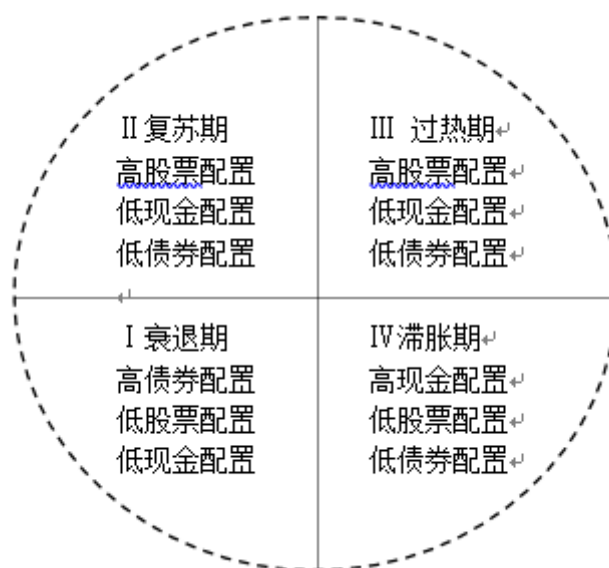 Ⅱ复苏期
高股票配置
低现金配置
低债券配置
Ⅲ 过热期
高股票配置
低现金配置
低债券配置
Ⅰ衰退期
高债券配置
低股票配置
低现金配置
Ⅳ滞胀期
高现金配置
低股票配置
低债券配置